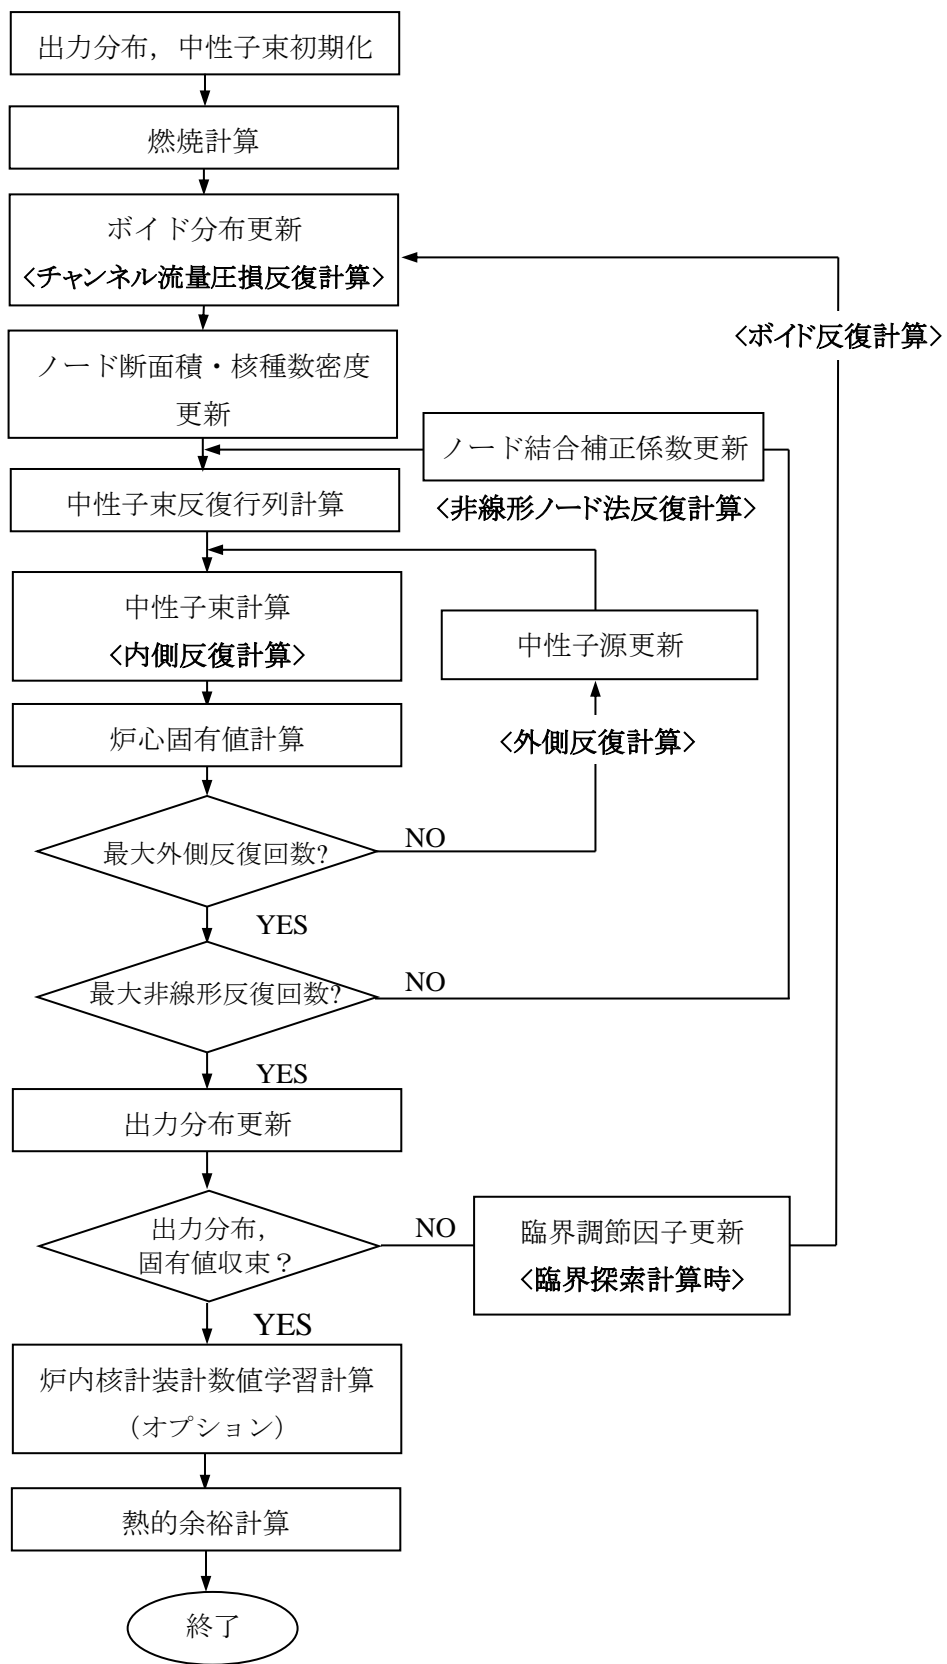 出力分布，中性子束初期化
燃焼計算
ボイド分布更新
<チャンネル流量圧損反復計算>
<ボイド反復計算>
ノード断面積・核種数密度
更新
ノード結合補正係数更新
<非線形ノード法反復計算>
中性子束反復行列計算
中性子束計算
<内側反復計算>
中性子源更新
炉心固有値計算
<外側反復計算>
最大外側反復回数?
NO
YES
最大非線形反復回数?
NO
YES
出力分布更新
出力分布,
固有値収束？
NO
臨界調節因子更新
<臨界探索計算時>
YES
炉内核計装計数値学習計算
（オプション）
熱的余裕計算
終了